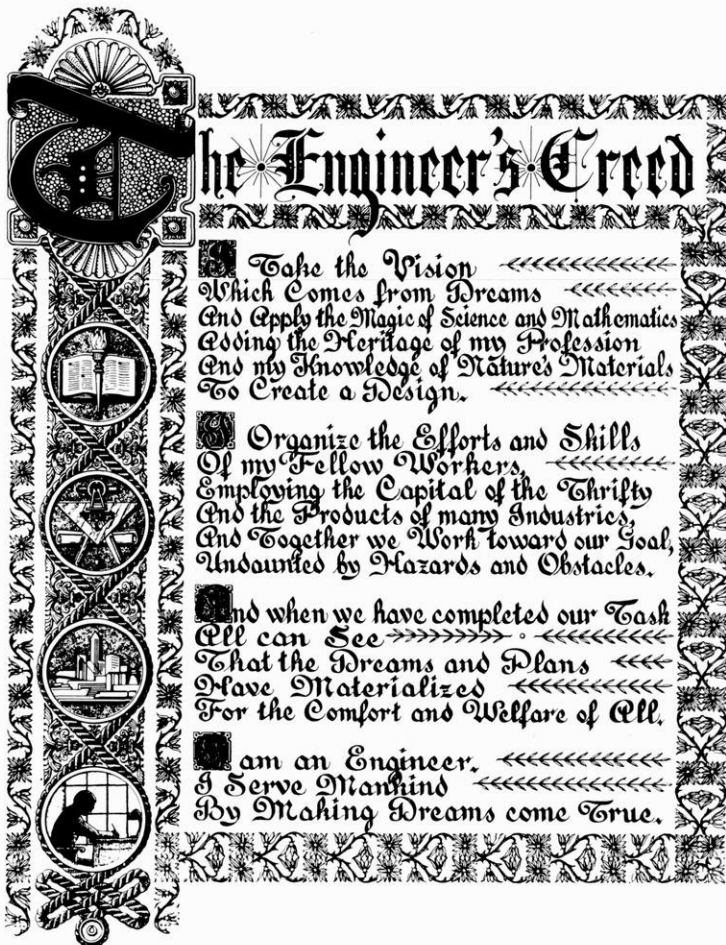 The Engineer's Creed
I Take the Vision
Which Comes from Dreams
And Apply the Magic of Science and Mathematics
Adding the Heritage of my Profession
And my Knowledge of Nature's Materials
To Create a Design.
I Organize the Efforts and Skills
Of my Fellow Workers,
Employing the Capital of the Thrifty
And the Products of many Industries,
And Together we Work toward our Goal,
Undaunted by Hazards and Obstacles.
And when we have completed our Task
All can See
That the Dreams and Plans
Have Materialized
For the Comfort and Welfare of All.
I am an Engineer.
I Serve Mankind
By Making Dreams come True.